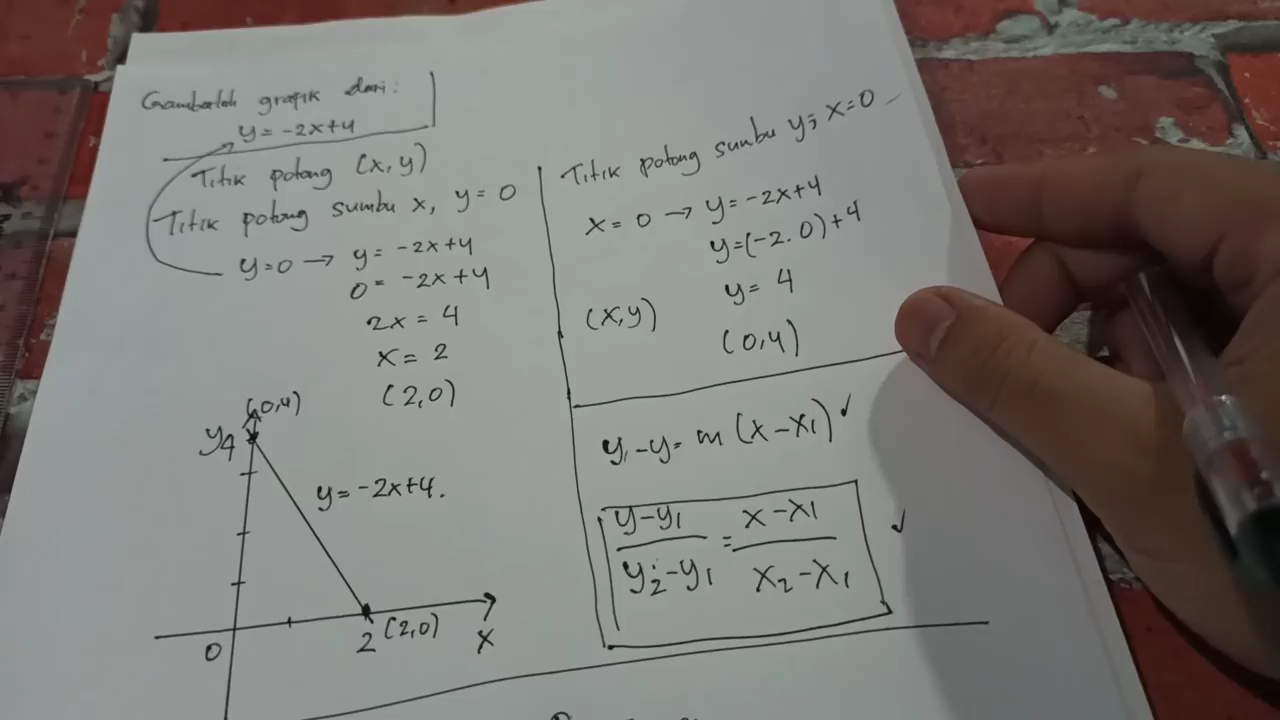 Gambarlah grafik dari:
y = -2x+4
Titik potong (x, y)
Titik potong sumbu x, y = 0
y=0 → y = -2x+4
0 = -2x+4
2x = 4
x = 2
(2,0)
(0,4)
y 4
y = -2x+4.
0
2 (2,0)
x
Titik potong sumbu y; x=0
x = 0 → y = -2x+4
y=(-2.0)+4
y = 4
(x,y)
(0,4)
y₁-y= m (x-x₁) ✓
y-y₁ / y₂-y₁ = x-x₁ / x₂-x₁ ✓